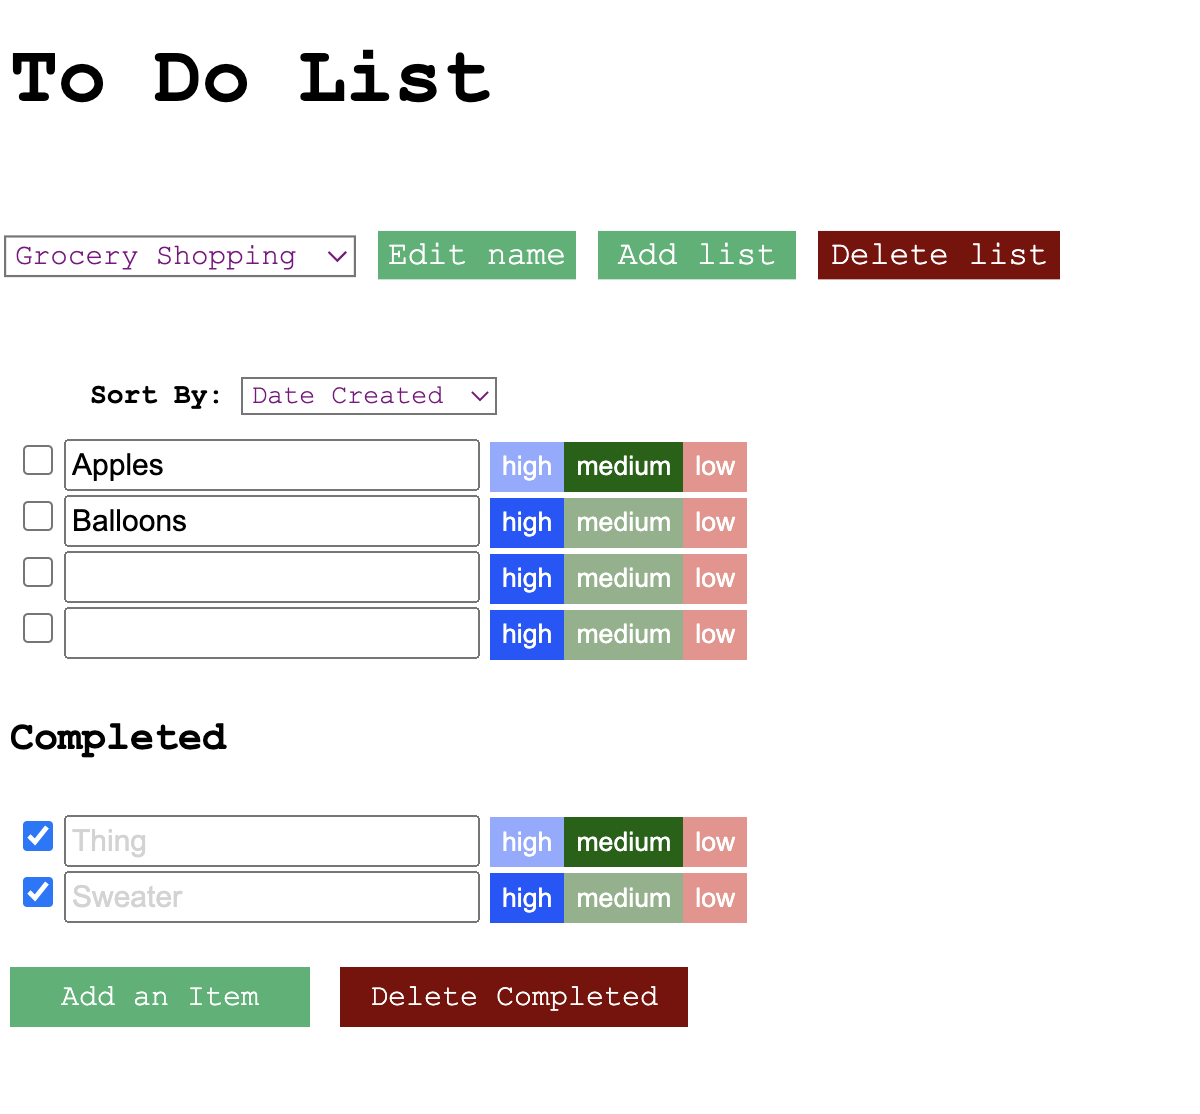 To Do List
Grocery Shopping Edit name Add list Delete list
Sort By: Date Created
Apples high medium low
Balloons high medium low
high medium low
high medium low
Completed
Thing high medium low
Sweater high medium low
Add an Item Delete Completed